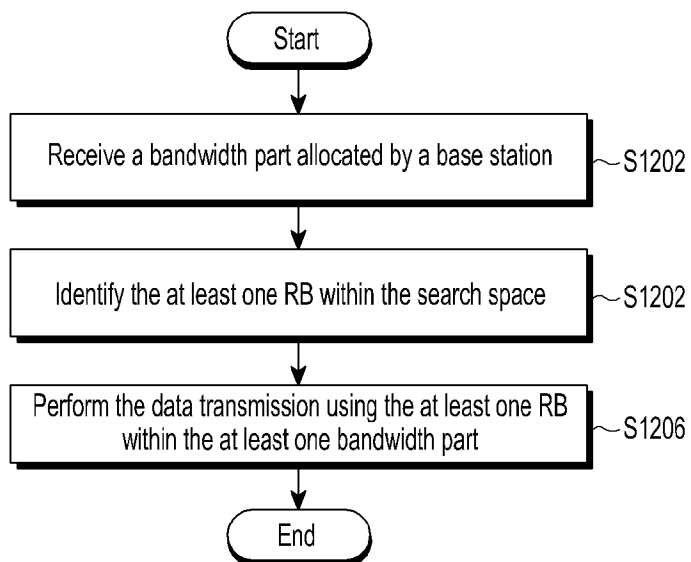 Start
Receive a bandwidth part allocated by a base station
S1202
Identify the at least one RB within the search space
S1202
Perform the data transmission using the at least one RB
within the at least one bandwidth part
S1206
End